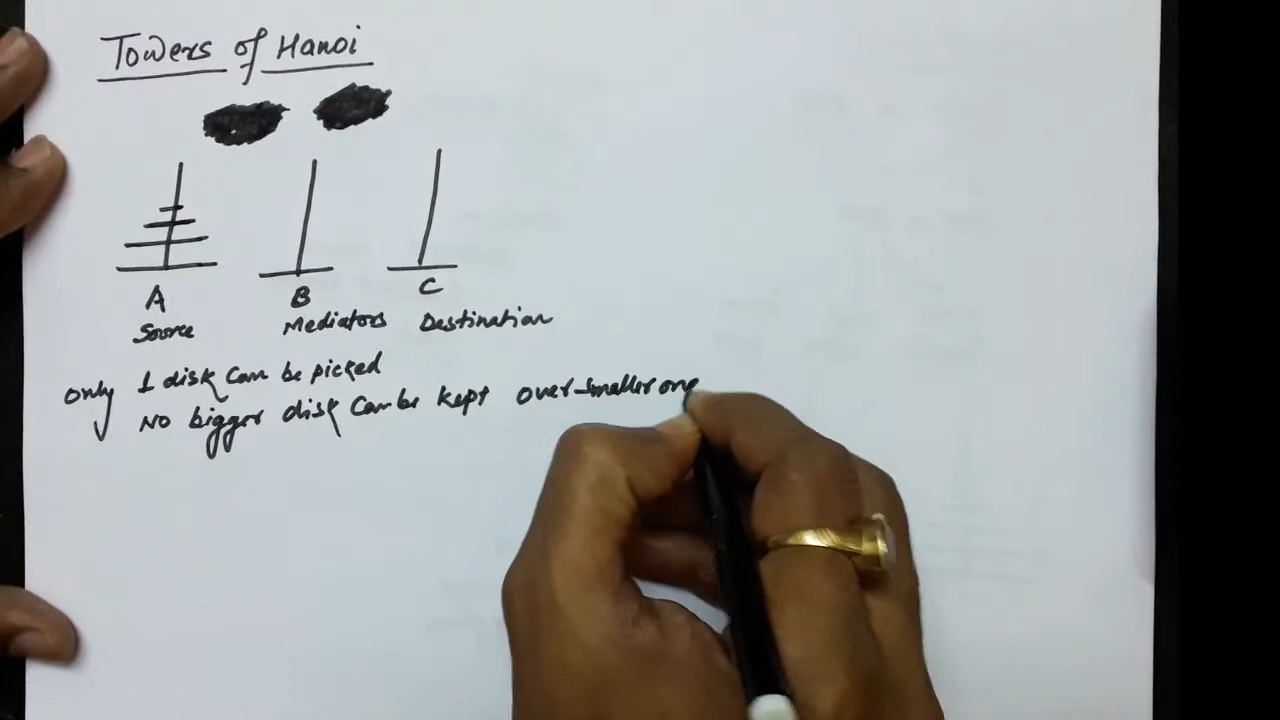 Towers of Hanoi
A B C
Source Mediators Destination
only 1 disk can be picked
No bigger disk can be kept over smaller one